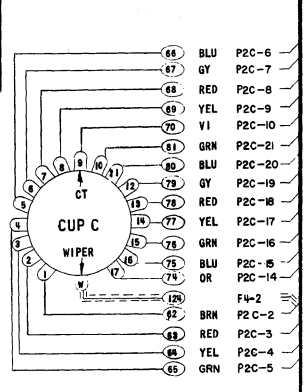 66 BLU P2C-6
67 GY P2C-7
68 RED P2C-8
69 YEL P2C-9
70 VI P2C-10
81 GRN P2C-21
80 BLU P2C-20
79 GY P2C-19
78 RED P2C-18
77 YEL P2C-17
76 GRN P2C-16
75 BLU P2C-15
74 OR P2C-14
124 F4-2
62 BRN P2C-2
63 RED P2C-3
64 YEL P2C-4
65 GRN P2C-5
9
8
7
6
5
4
3
2
1
10
11
12
13
14
15
16
17
CT
CUP C
WIPER
W